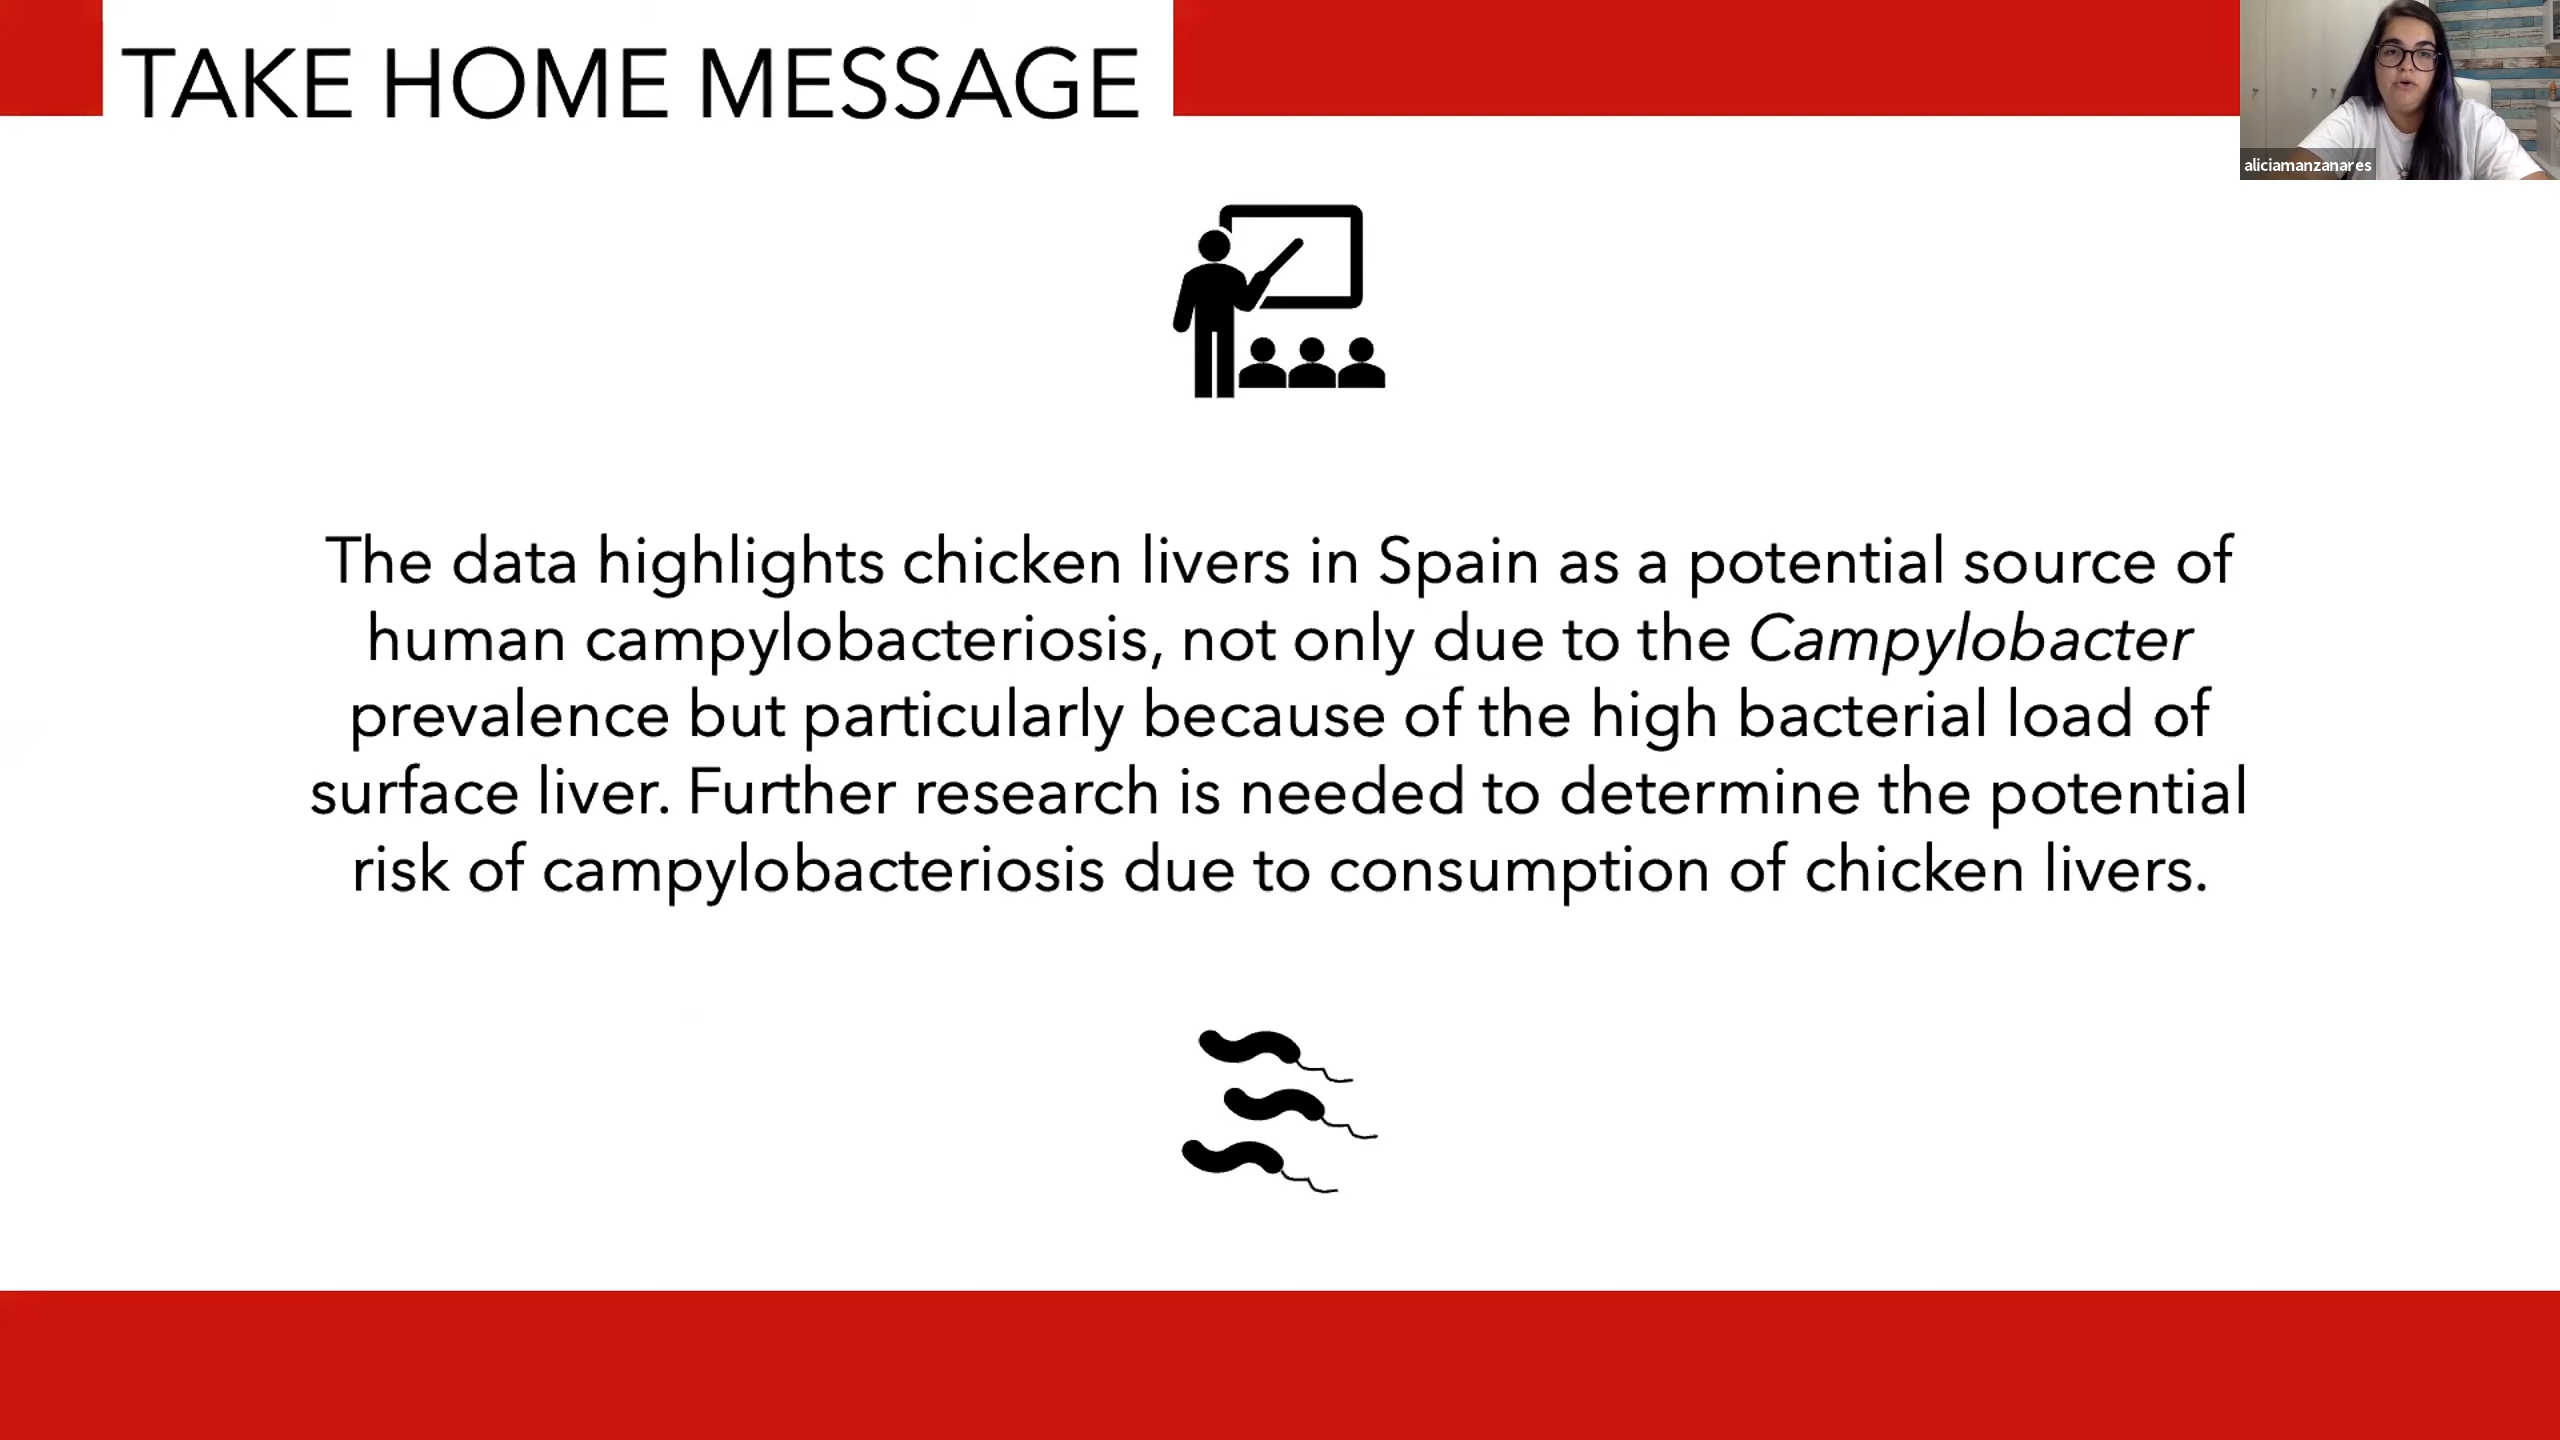 TAKE HOME MESSAGE
aliciamanzanares
The data highlights chicken livers in Spain as a potential source of
human campylobacteriosis, not only due to the Campylobacter
prevalence but particularly because of the high bacterial load of
surface liver. Further research is needed to determine the potential
risk of campylobacteriosis due to consumption of chicken livers.